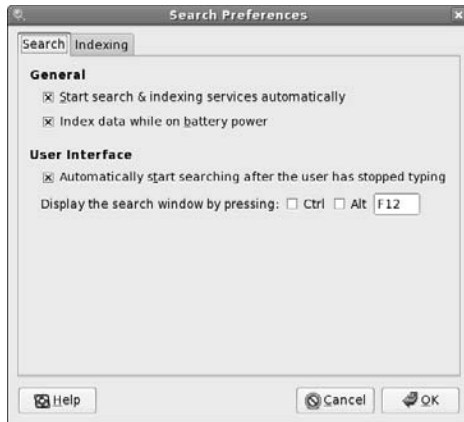 Search Preferences
Search Indexing
General
Start search & indexing services automatically
Index data while on battery power
User Interface
Automatically start searching after the user has stopped typing
Display the search window by pressing: Ctrl Alt F12
Help Cancel OK